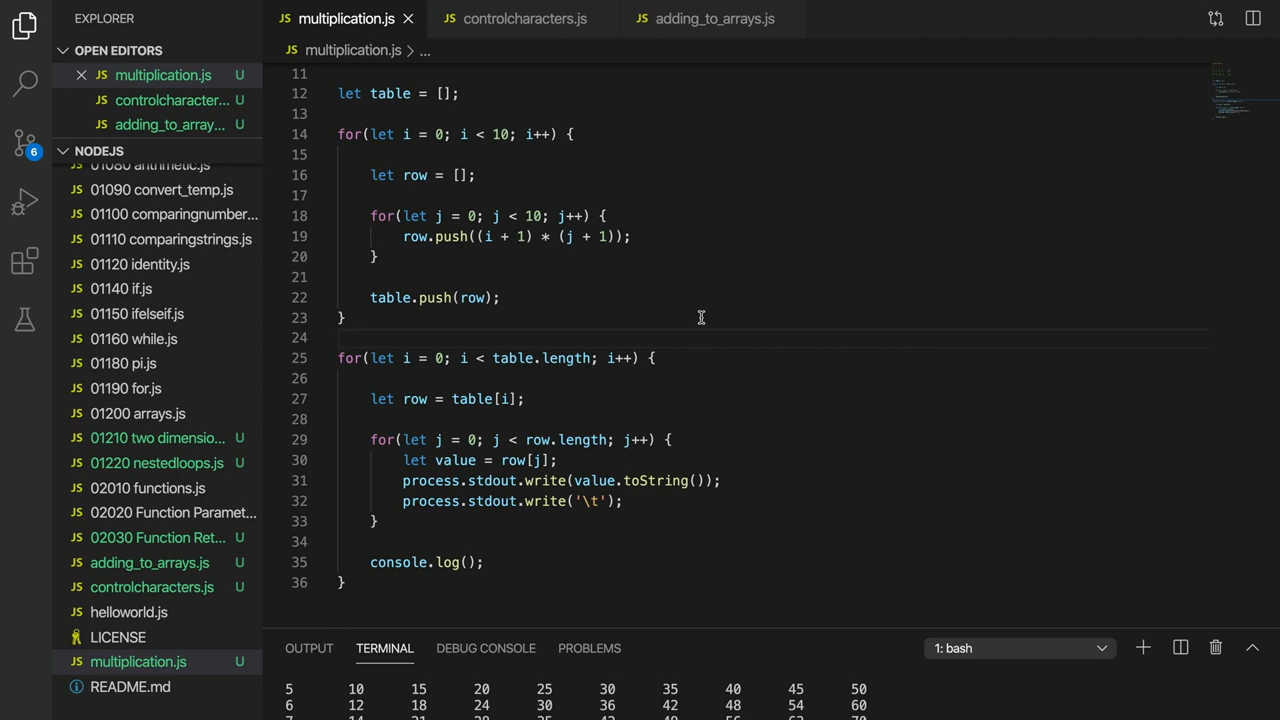 EXPLORER
OPEN EDITORS
JS multiplication.js U
JS controlcharacter... U
JS adding_to_array... U
6
NODEJS
JS 01080 arithmetic.js
JS 01090 convert_temp.js
JS 01100 comparingnumber...
JS 01110 comparingstrings.js
JS 01120 identity.js
JS 01140 if.js
JS 01150 ifelseif.js
JS 01160 while.js
JS 01180 pi.js
JS 01190 for.js
JS 01200 arrays.js
JS 01210 two dimensio... U
JS 01220 nestedloops.js U
JS 02010 functions.js
JS 02020 Function Paramet...
JS 02030 Function Ret... U
JS adding_to_arrays.js U
JS controlcharacters.js U
JS helloworld.js
LICENSE
JS multiplication.js U
README.md
JS multiplication.js
JS controlcharacters.js
JS adding_to_arrays.js
JS multiplication.js > ...
11
12 let table = [];
13
14 for(let i = 0; i < 10; i++) {
15
16 let row = [];
17
18 for(let j = 0; j < 10; j++) {
19 row.push((i + 1) * (j + 1));
20 }
21
22 table.push(row);
23 }
24
25 for(let i = 0; i < table.length; i++) {
26
27 let row = table[i];
28
29 for(let j = 0; j < row.length; j++) {
30 let value = row[j];
31 process.stdout.write(value.toString());
32 process.stdout.write('\t');
33 }
34
35 console.log();
36 }
OUTPUT TERMINAL DEBUG CONSOLE PROBLEMS 1: bash
5 10 15 20 25 30 35 40 45 50
6 12 18 24 30 36 42 48 54 60